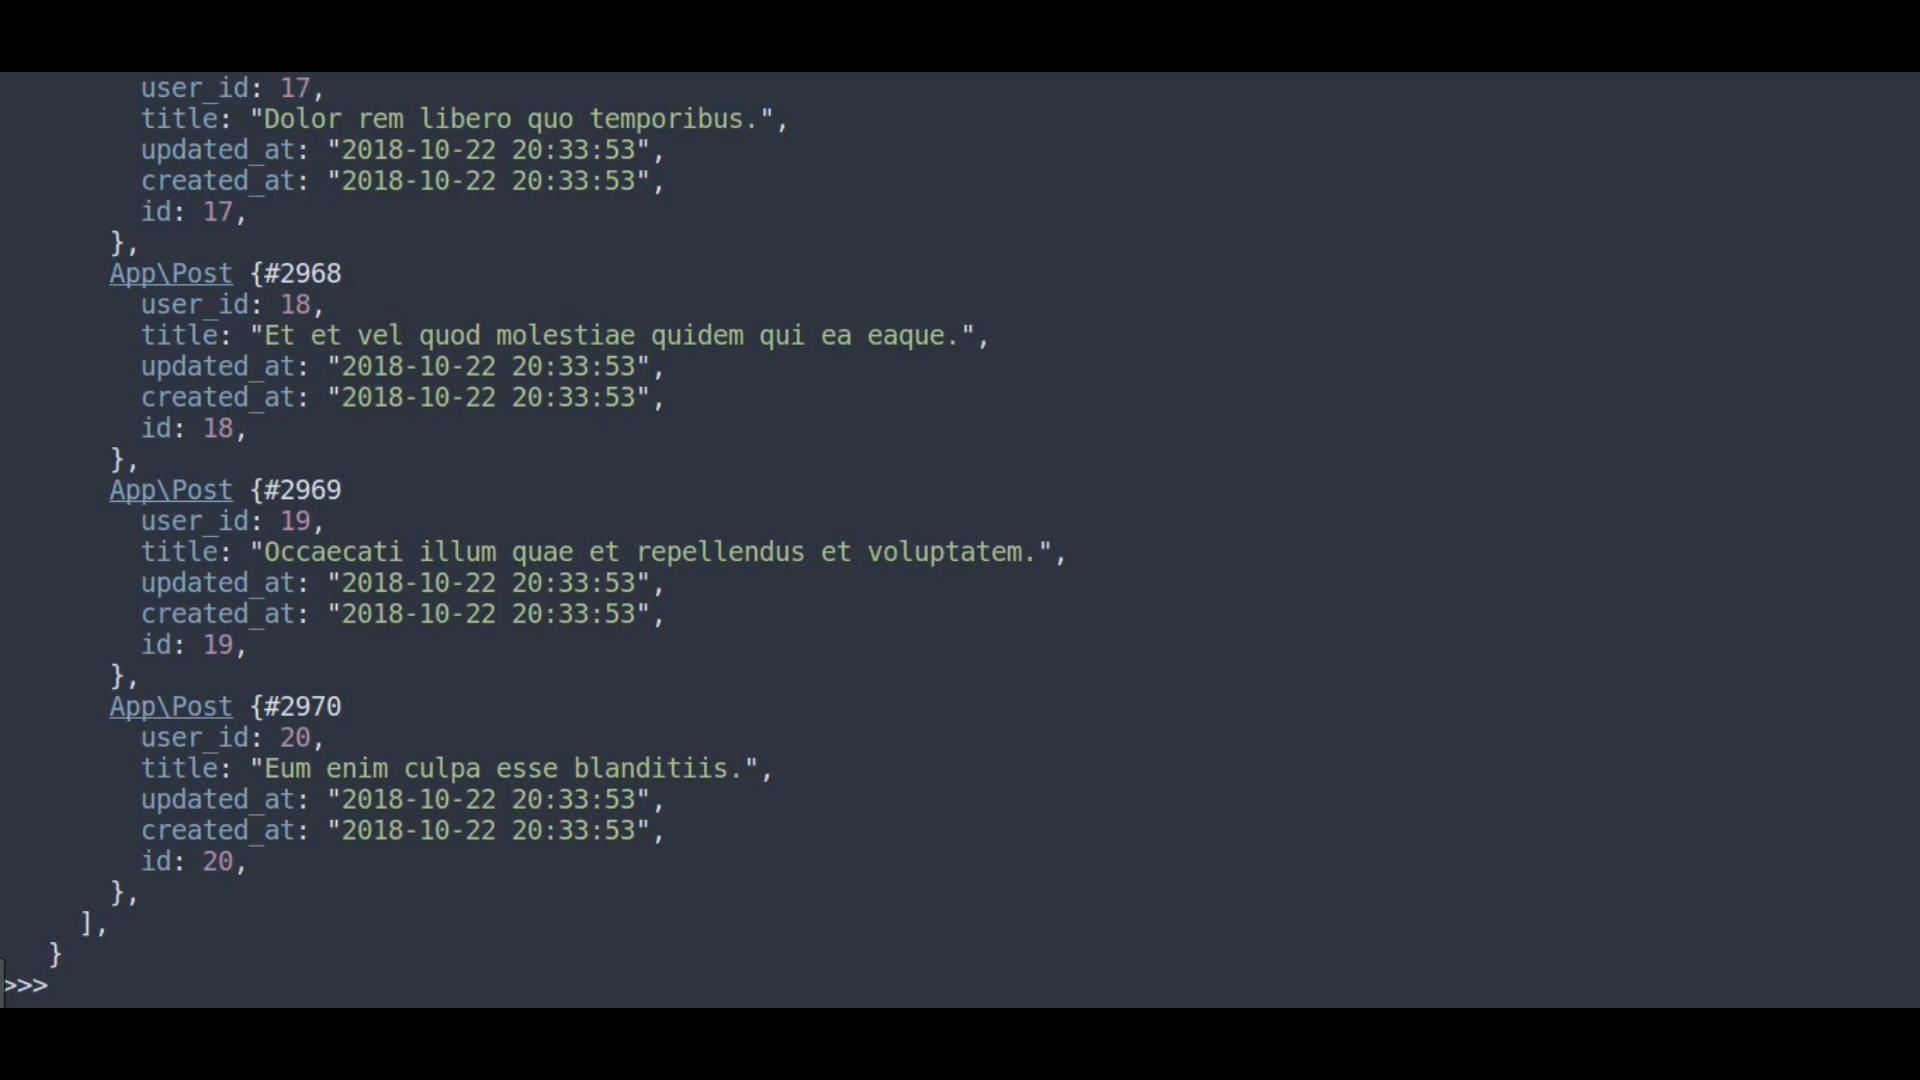 user_id: 17,
title: "Dolor rem libero quo temporibus.",
updated_at: "2018-10-22 20:33:53",
created_at: "2018-10-22 20:33:53",
id: 17,
},
App\Post {#2968
user_id: 18,
title: "Et et vel quod molestiae quidem qui ea eaque.",
updated_at: "2018-10-22 20:33:53",
created_at: "2018-10-22 20:33:53",
id: 18,
},
App\Post {#2969
user_id: 19,
title: "Occaecati illum quae et repellendus et voluptatem.",
updated_at: "2018-10-22 20:33:53",
created_at: "2018-10-22 20:33:53",
id: 19,
},
App\Post {#2970
user_id: 20,
title: "Eum enim culpa esse blanditiis.",
updated_at: "2018-10-22 20:33:53",
created_at: "2018-10-22 20:33:53",
id: 20,
},
],
}
>>>